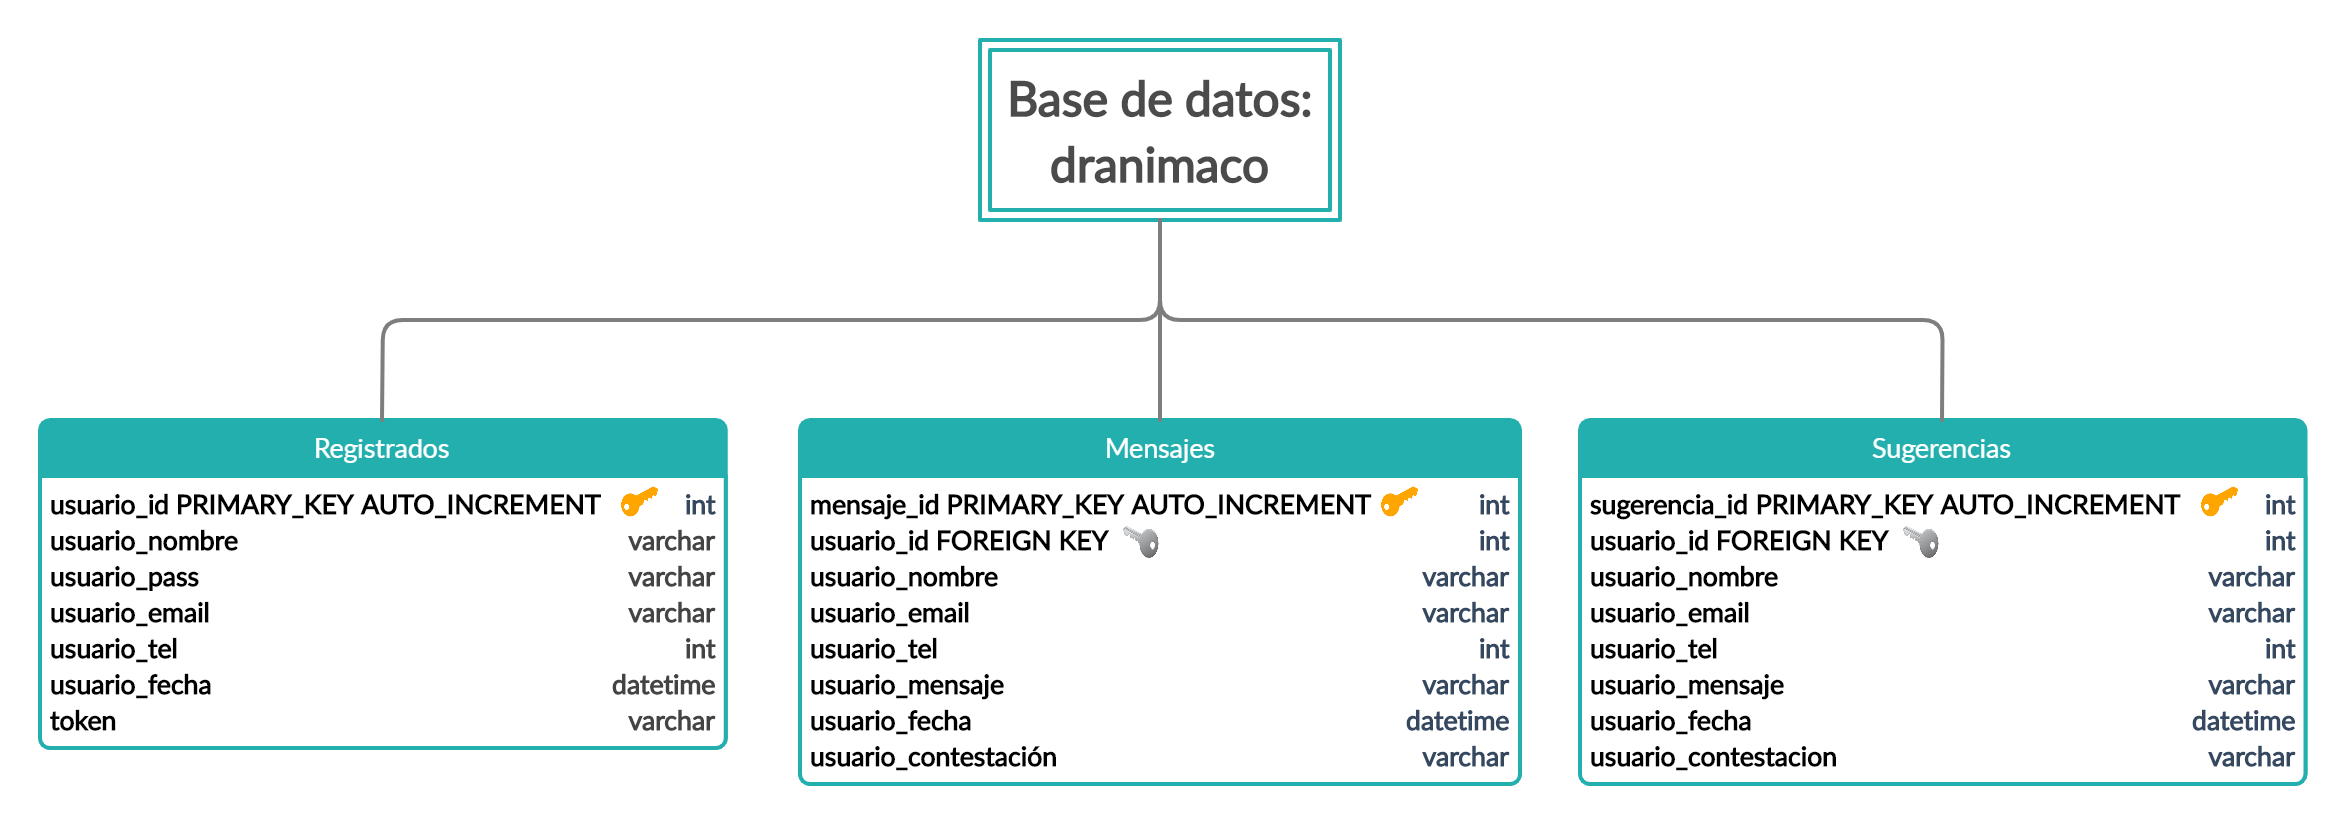 Base de datos:
dranimaco
Registrados
usuario_id PRIMARY_KEY AUTO_INCREMENT int
usuario_nombre varchar
usuario_pass varchar
usuario_email varchar
usuario_tel int
usuario_fecha datetime
token varchar
Mensajes
mensaje_id PRIMARY_KEY AUTO_INCREMENT int
usuario_id FOREIGN KEY int
usuario_nombre varchar
usuario_email varchar
usuario_tel int
usuario_mensaje varchar
usuario_fecha datetime
usuario_contestación varchar
Sugerencias
sugerencia_id PRIMARY_KEY AUTO_INCREMENT int
usuario_id FOREIGN KEY int
usuario_nombre varchar
usuario_email varchar
usuario_tel int
usuario_mensaje varchar
usuario_fecha datetime
usuario_contestacion varchar